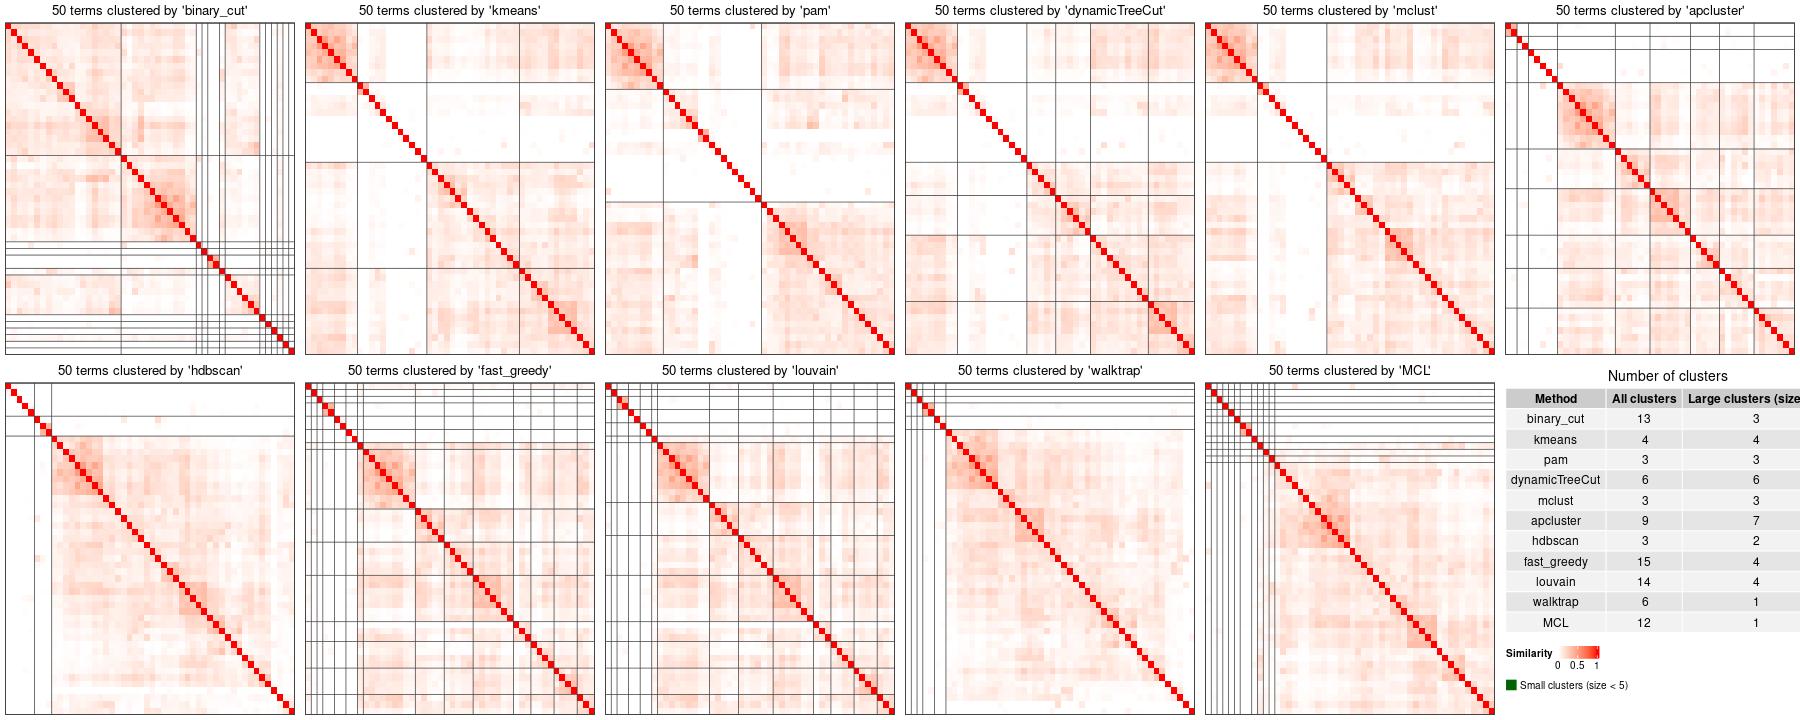 50 terms clustered by 'binary_cut'
50 terms clustered by 'kmeans'
50 terms clustered by 'pam'
50 terms clustered by 'dynamicTreeCut'
50 terms clustered by 'mclust'
50 terms clustered by 'apcluster'
50 terms clustered by 'hdbscan'
50 terms clustered by 'fast_greedy'
50 terms clustered by 'louvain'
50 terms clustered by 'walktrap'
50 terms clustered by 'MCL'
Number of clusters
Method All clusters Large clusters (size
binary_cut 13 3
kmeans 4 4
pam 3 3
dynamicTreeCut 6 6
mclust 3 3
apcluster 9 7
hdbscan 3 2
fast_greedy 15 4
louvain 14 4
walktrap 6 1
MCL 12 1
Similarity
0 0.5 1
Small clusters (size < 5)